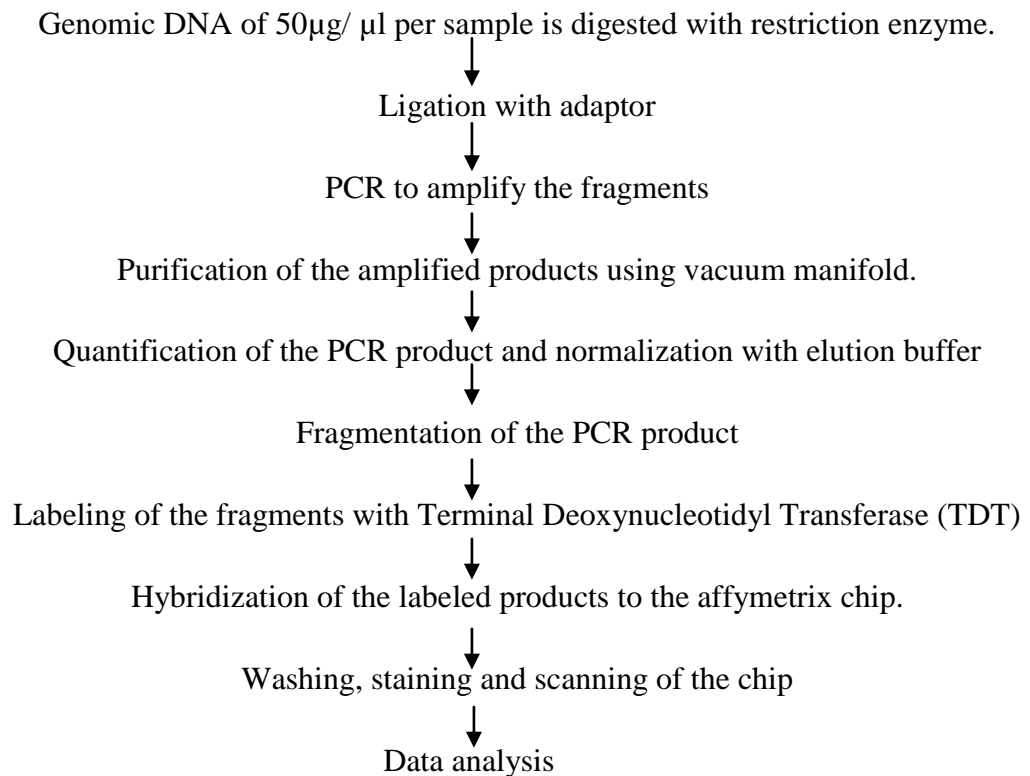 Genomic DNA of 50µg/ µl per sample is digested with restriction enzyme.
Ligation with adaptor
PCR to amplify the fragments
Purification of the amplified products using vacuum manifold.
Quantification of the PCR product and normalization with elution buffer
Fragmentation of the PCR product
Labeling of the fragments with Terminal Deoxynucleotidyl Transferase (TDT)
Hybridization of the labeled products to the affymetrix chip.
Washing, staining and scanning of the chip
Data analysis